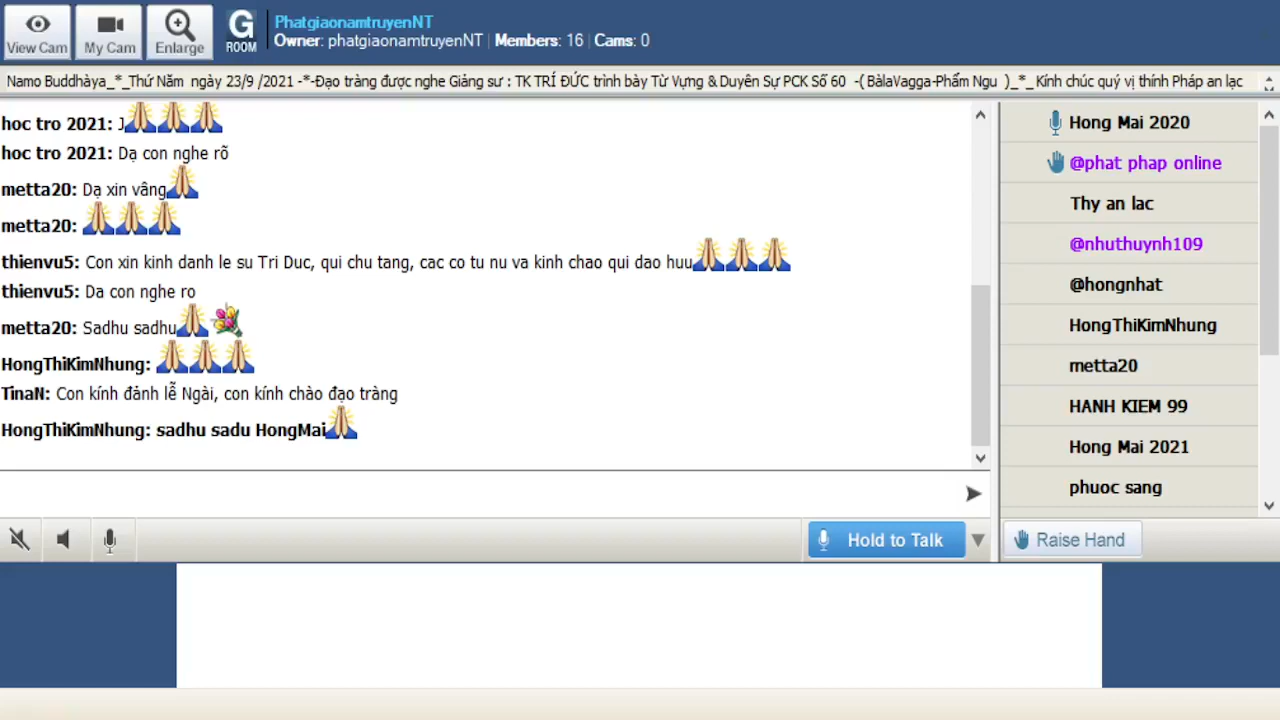 View Cam
My Cam
Enlarge
G
ROOM
PhatgiaonamtruyenNT
Owner: phatgiaonamtruyenNT | Members: 16 | Cams: 0
Namo Buddhàya_*_Thứ Năm ngày 23/9 /2021 -*-Đạo tràng được nghe Giảng sư : TK TRÍ ĐỨC trình bày Từ Vựng & Duyên Sự PCK Số 60 -( BàlaVagga-Phẩm Ngu )_*_ Kính chúc quý vị thính Pháp an lạc
hoc tro 2021: J
hoc tro 2021: Dạ con nghe rõ
metta20: Dạ xin vâng
metta20:
thienvu5: Con xin kinh danh le su Tri Duc, qui chu tang, cac co tu nu va kinh chao qui dao huu
thienvu5: Da con nghe ro
metta20: Sadhu sadhu
HongThiKimNhung:
TinaN: Con kính đảnh lễ Ngài, con kính chào đạo tràng
HongThiKimNhung: sadhu sadu HongMai
Hold to Talk
Hong Mai 2020
@phat phap online
Thy an lac
@nhuthuynh109
@hongnhat
HongThiKimNhung
metta20
HANH KIEM 99
Hong Mai 2021
phuoc sang
Raise Hand